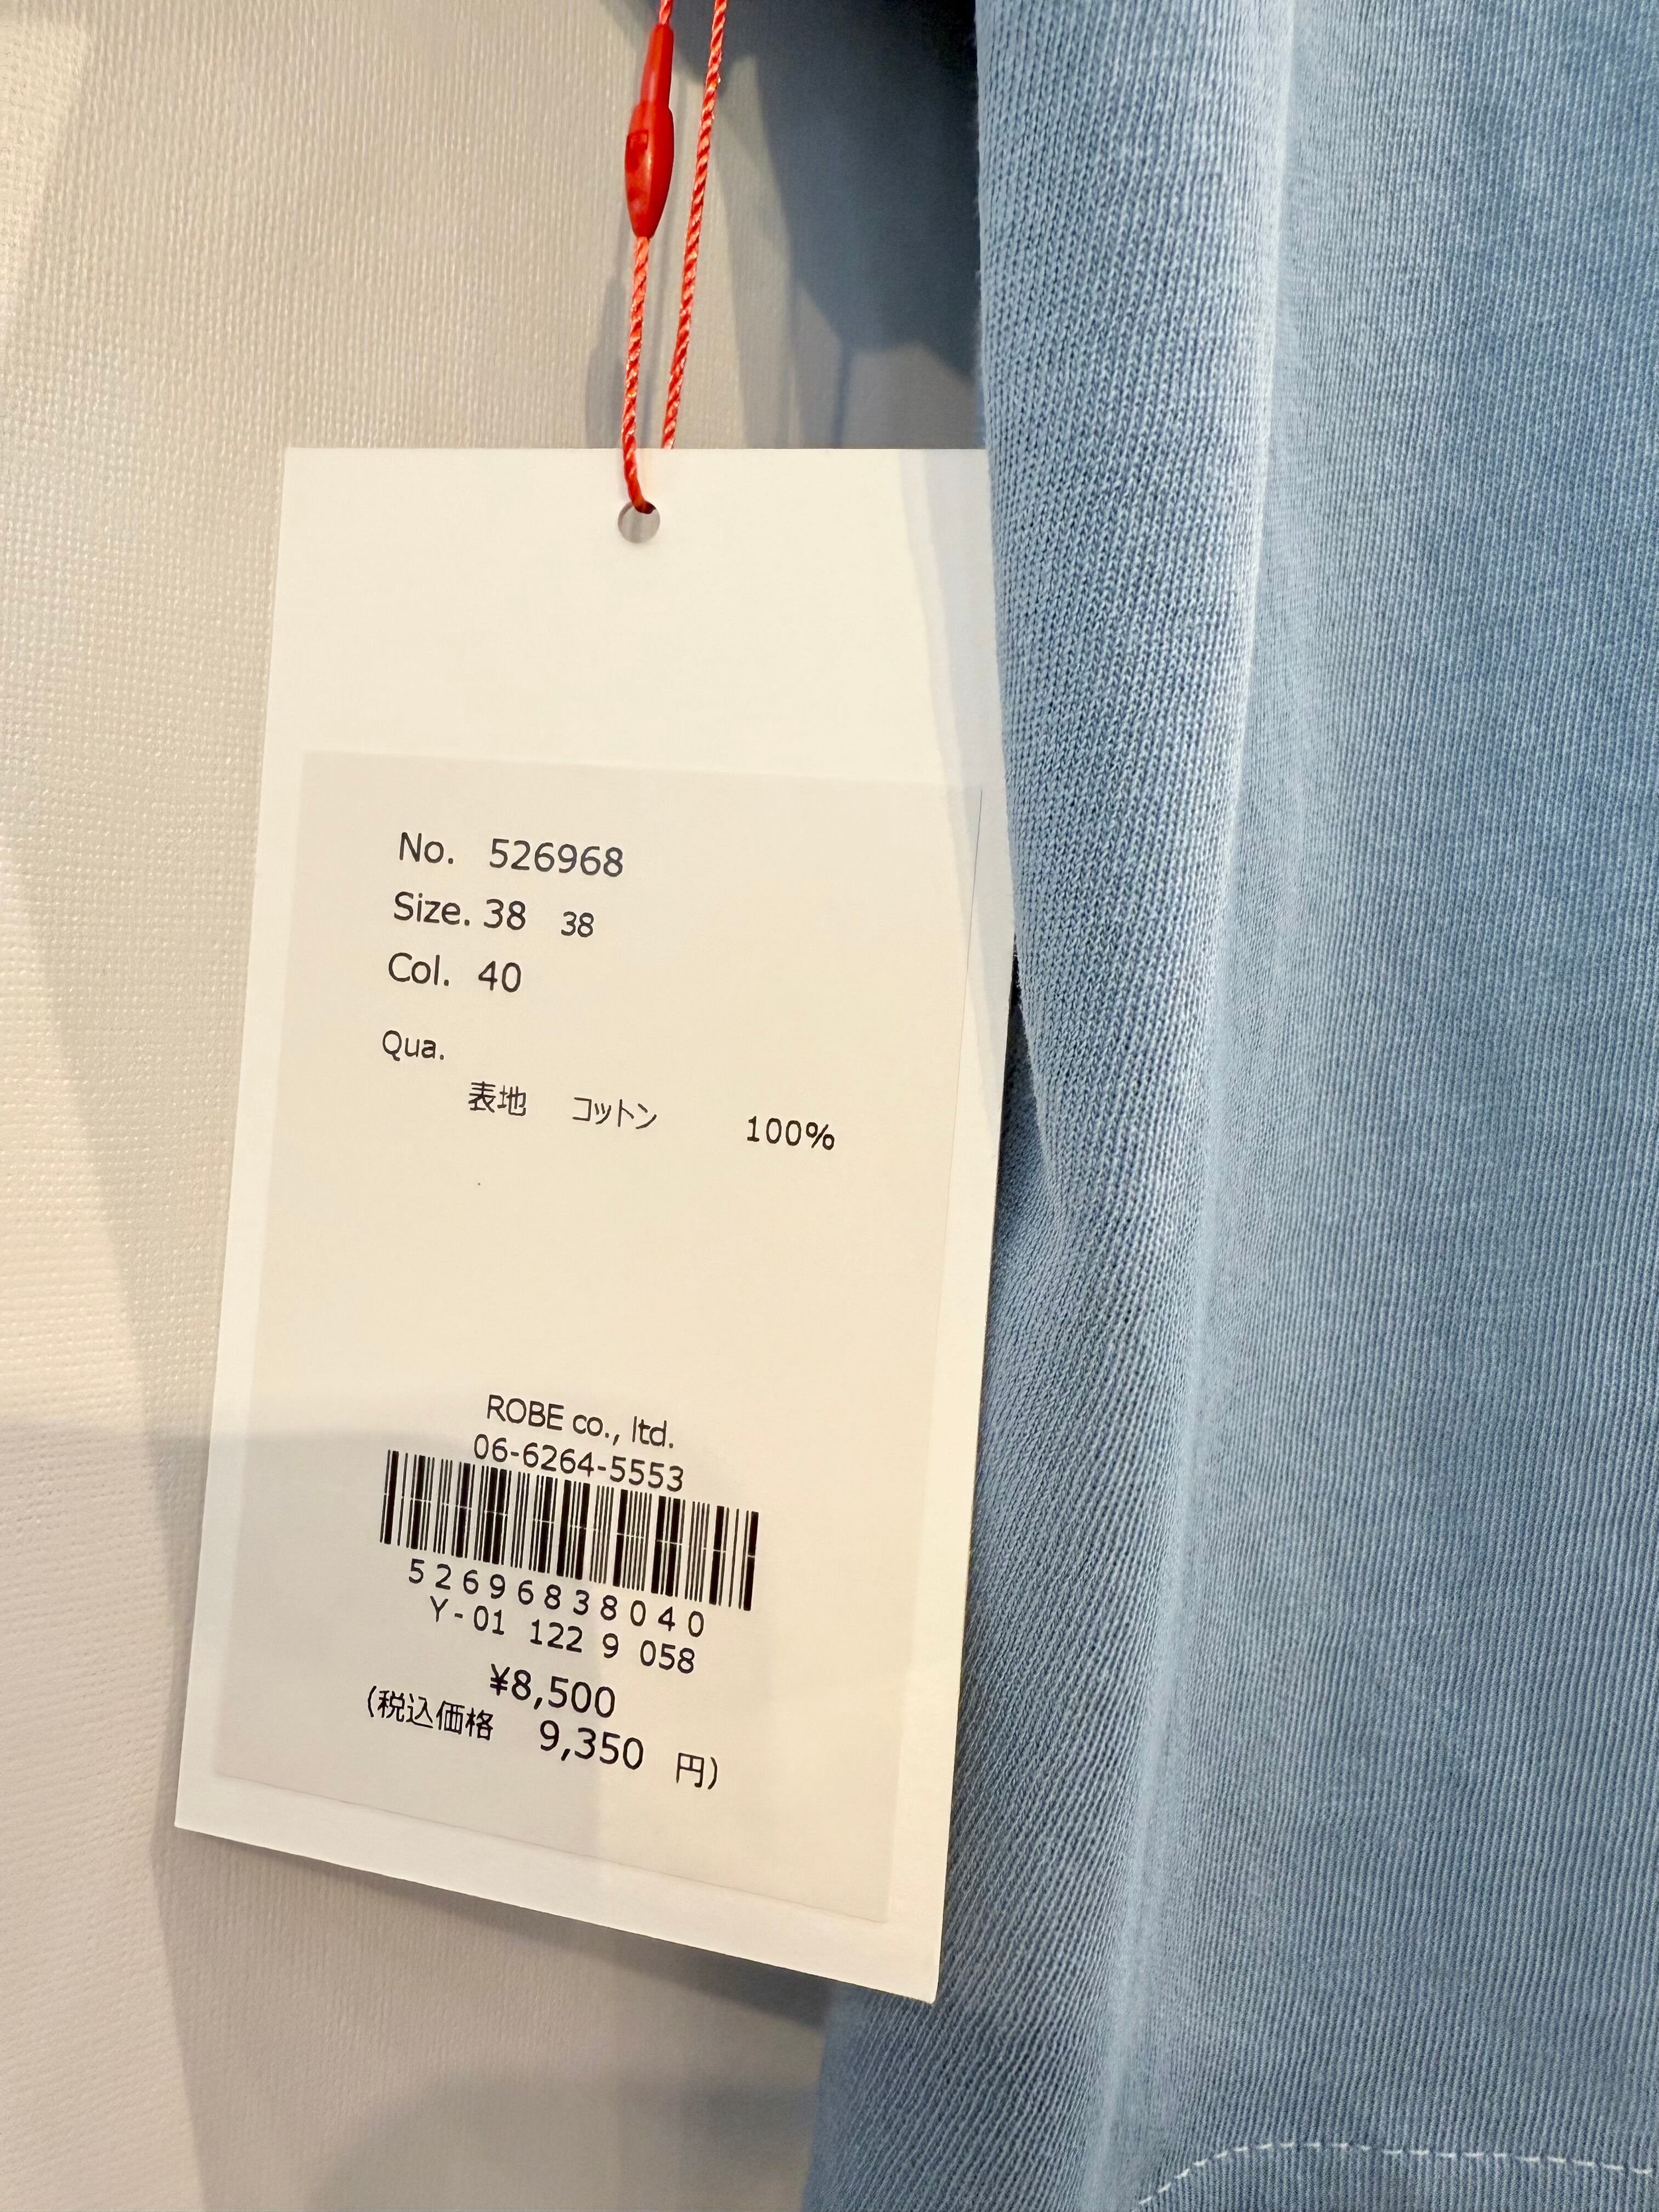 No. 526968
Size. 38 38
Col. 40
Qua.
表地 コットン 100%
ROBE co., ltd.
06-6264-5553
52696838040
Y-01 122 9 058
¥8,500
(税込価格 9,350 円)